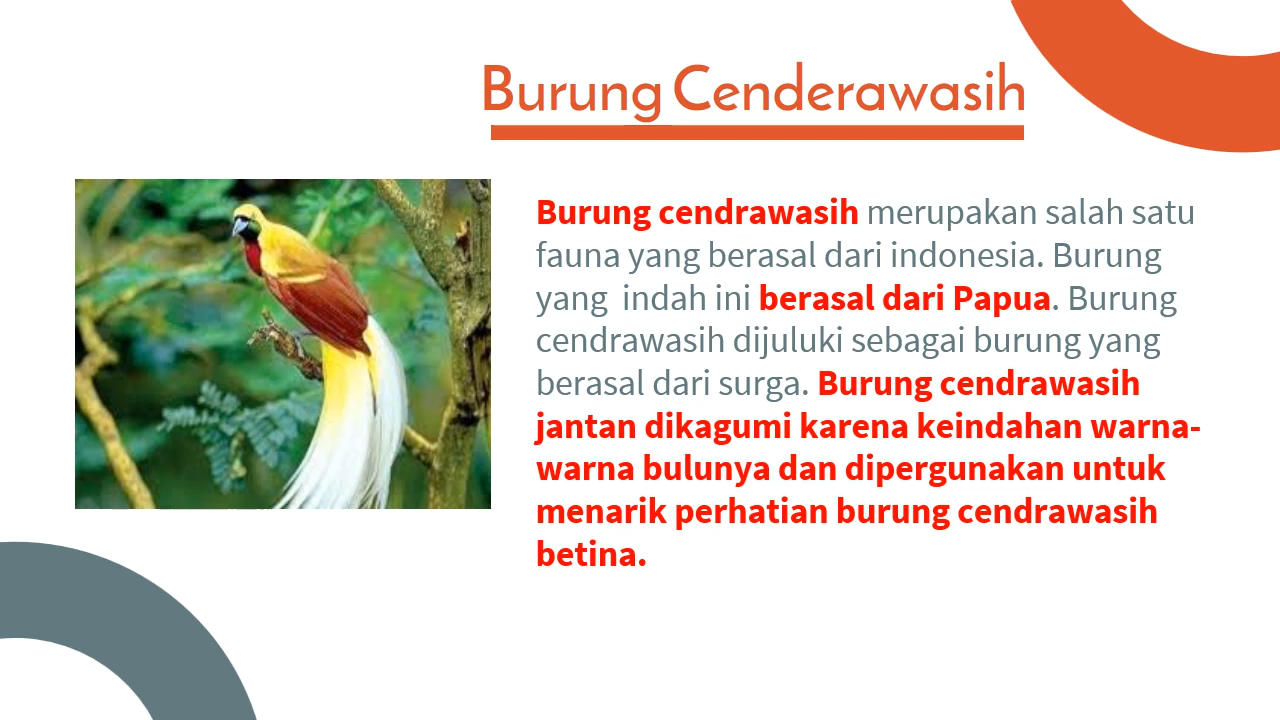 Burung Cenderawasih
Burung cendrawasih merupakan salah satu
fauna yang berasal dari indonesia. Burung
yang  indah ini berasal dari Papua. Burung
cendrawasih dijuluki sebagai burung yang
berasal dari surga. Burung cendrawasih
jantan dikagumi karena keindahan warna-
warna bulunya dan dipergunakan untuk
menarik perhatian burung cendrawasih
betina.